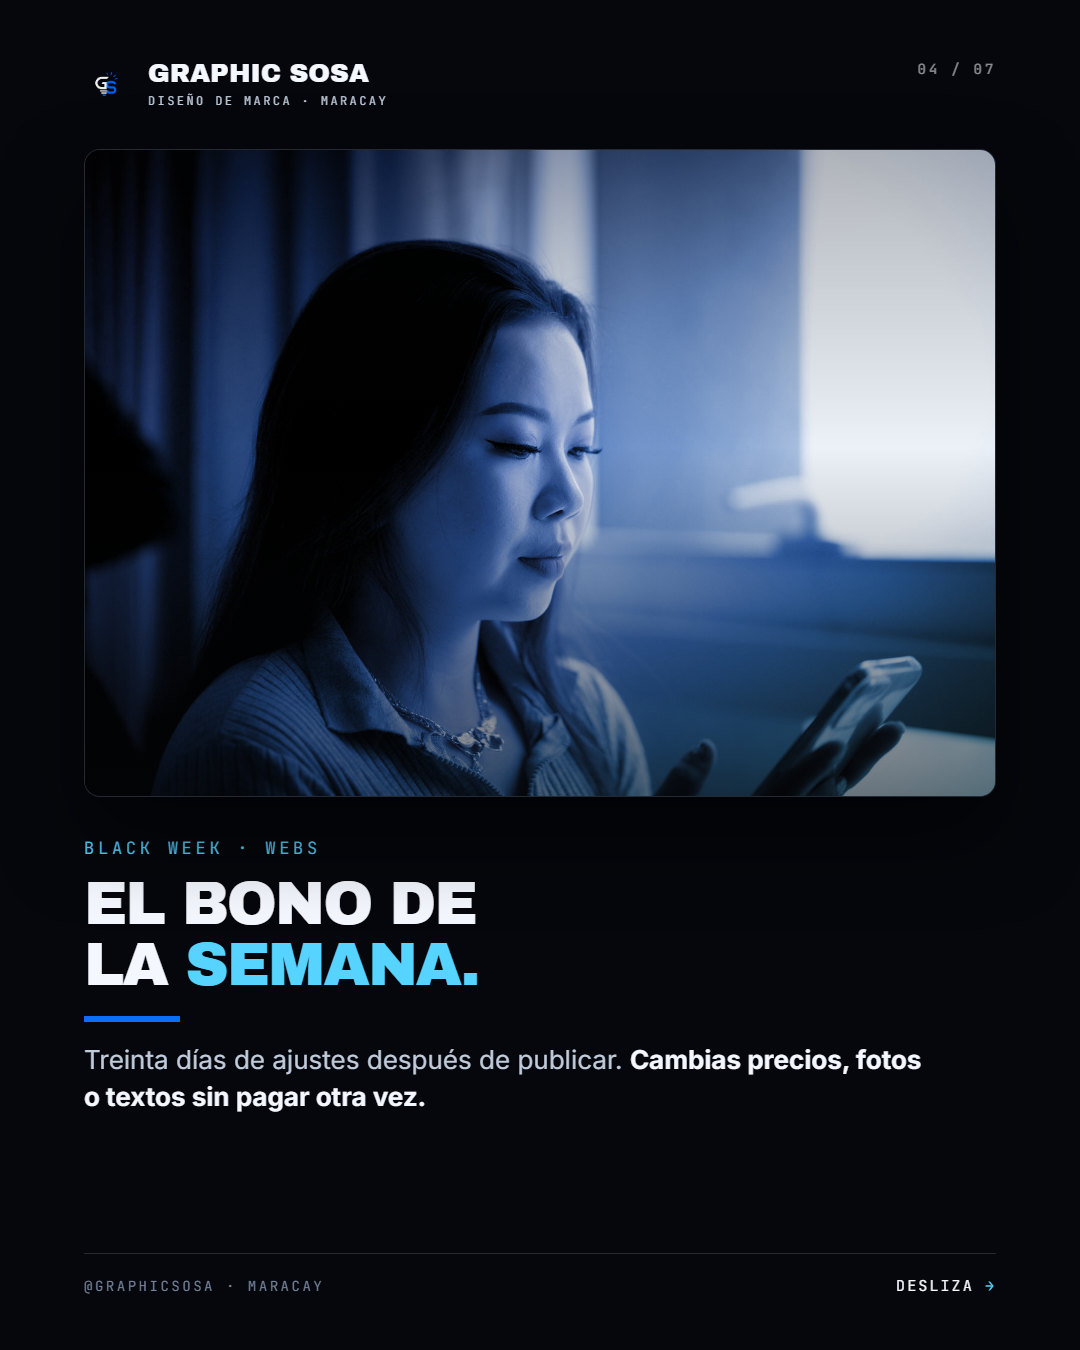 GS
GRAPHIC SOSA
DISEÑO DE MARCA · MARACAY
04 / 07
BLACK WEEK · WEBS
EL BONO DE
LA SEMANA.
Treinta días de ajustes después de publicar. Cambias precios, fotos
o textos sin pagar otra vez.
@GRAPHICSOSA · MARACAY
DESLIZA →